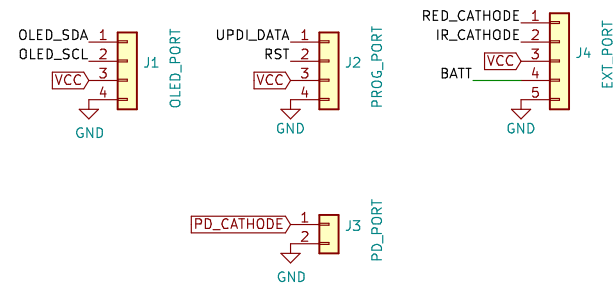 OLED_SDA 1
OLED_SCL 2
VCC 3
4
GND
J1
OLED_PORT
UPDI_DATA 1
RST 2
VCC 3
4
GND
J2
PROG_PORT
RED_CATHODE 1
IR_CATHODE 2
VCC 3
BATT 4
5
GND
J4
EXT_PORT
PD_CATHODE 1
2
GND
J3
PD_PORT